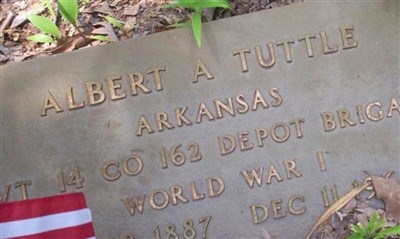 ALBERT A TUTTLE
ARKANSAS
14 CO 162 DEPOT BRIGA
WORLD WAR I
1887 DEC 11